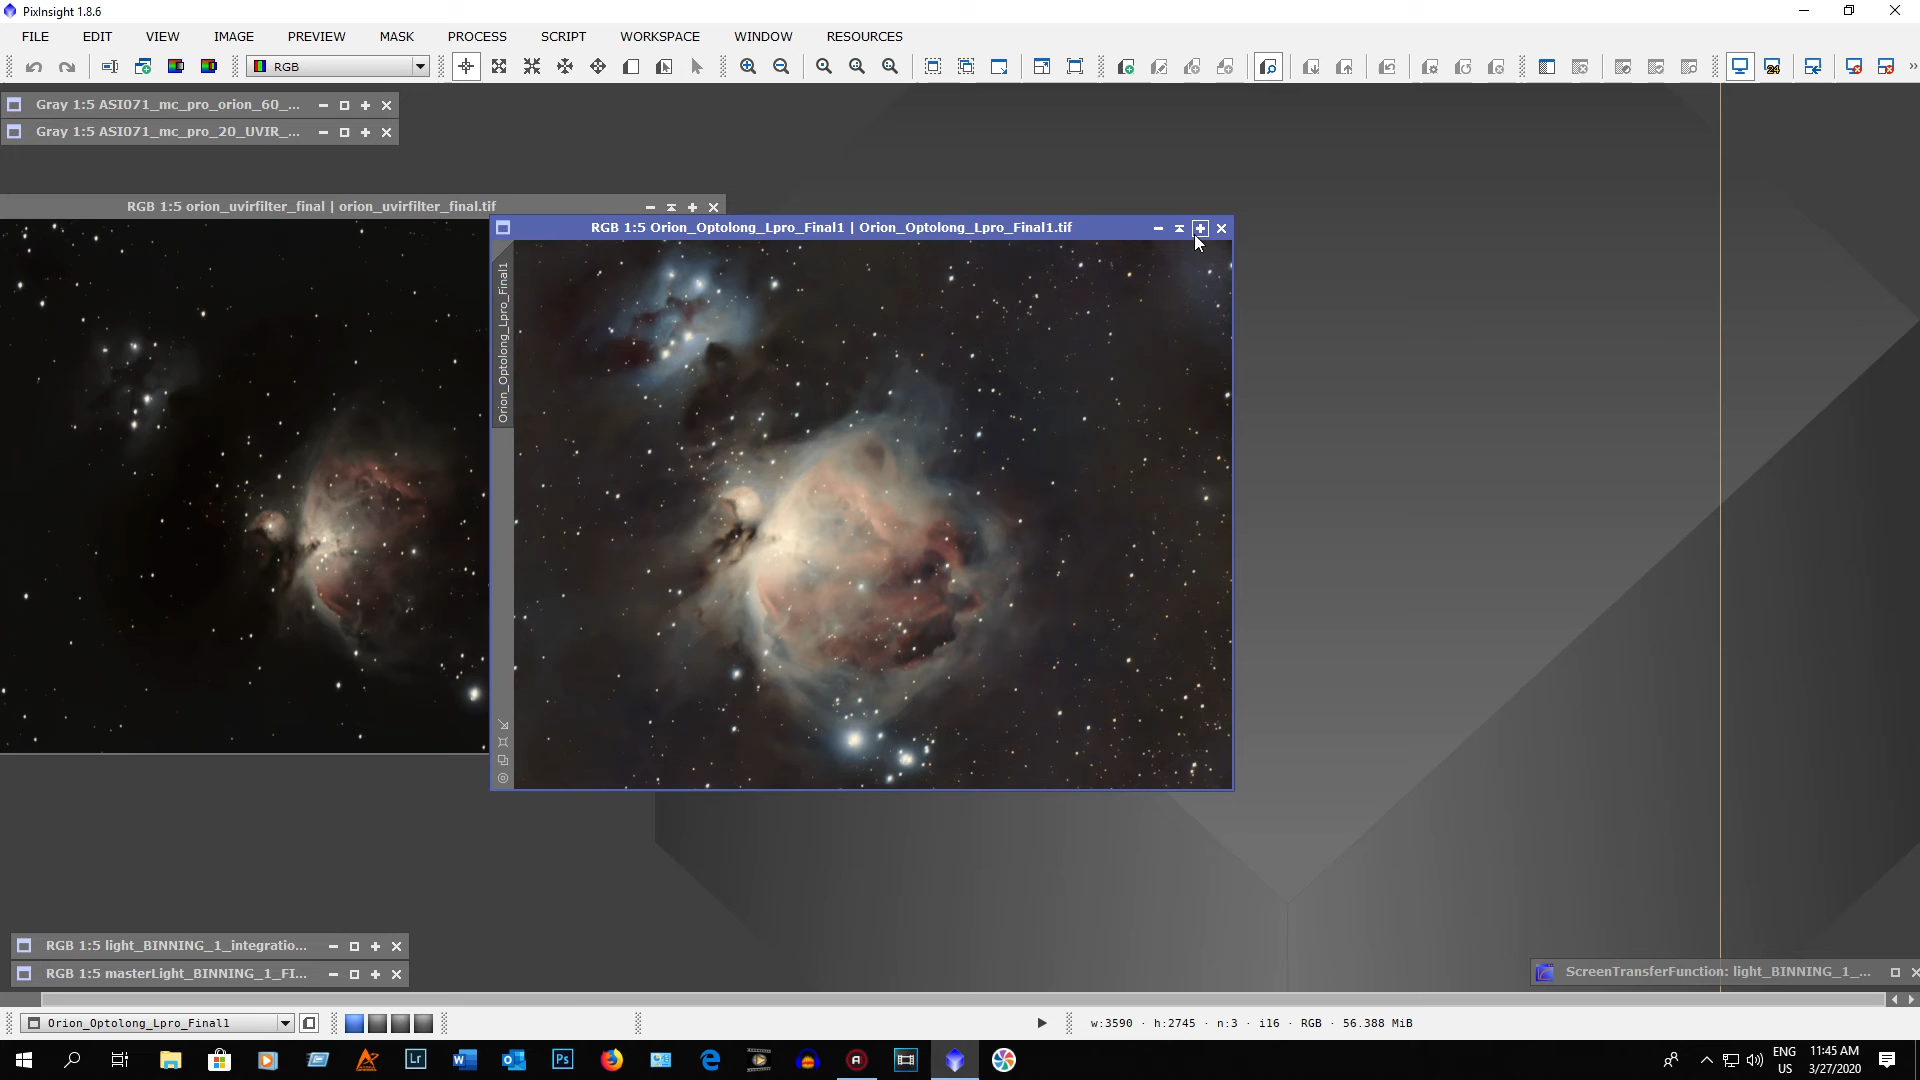 PixInsight 1.8.6
FILE EDIT VIEW IMAGE PREVIEW MASK PROCESS SCRIPT WORKSPACE WINDOW RESOURCES
RGB
24
Gray 1:5 ASI071_mc_pro_orion_60_...
Gray 1:5 ASI071_mc_pro_20_UVIR_...
RGB 1:5 orion_uvirfilter_final | orion_uvirfilter_final.tif
RGB 1:5 Orion_Optolong_Lpro_Final1 | Orion_Optolong_Lpro_Final1.tif
Orion_Optolong_Lpro_Final1
RGB 1:5 light_BINNING_1_integratio...
RGB 1:5 masterLight_BINNING_1_FI...
ScreenTransferFunction: light_BINNING_1_...
Orion_Optolong_Lpro_Final1
w:3590 · h:2745 · n:3 · i16 · RGB · 56.388 MiB
Lr
Ps
ENG
US
11:45 AM
3/27/2020